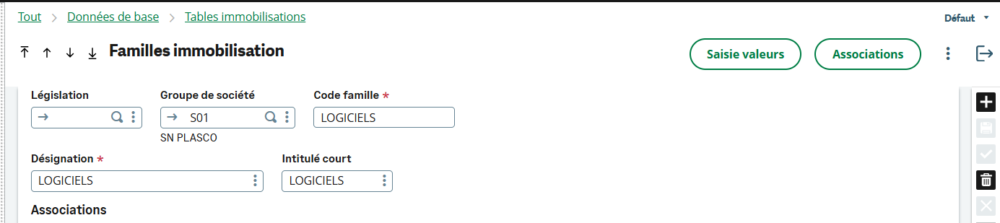 Tout Données de base Tables immobilisations
Défaut
Familles immobilisation
Saisie valeurs Associations
Législation Groupe de société Code famille *
S01 LOGICIELS
SN PLASCO
Désignation * Intitulé court
LOGICIELS LOGICIELS
Associations